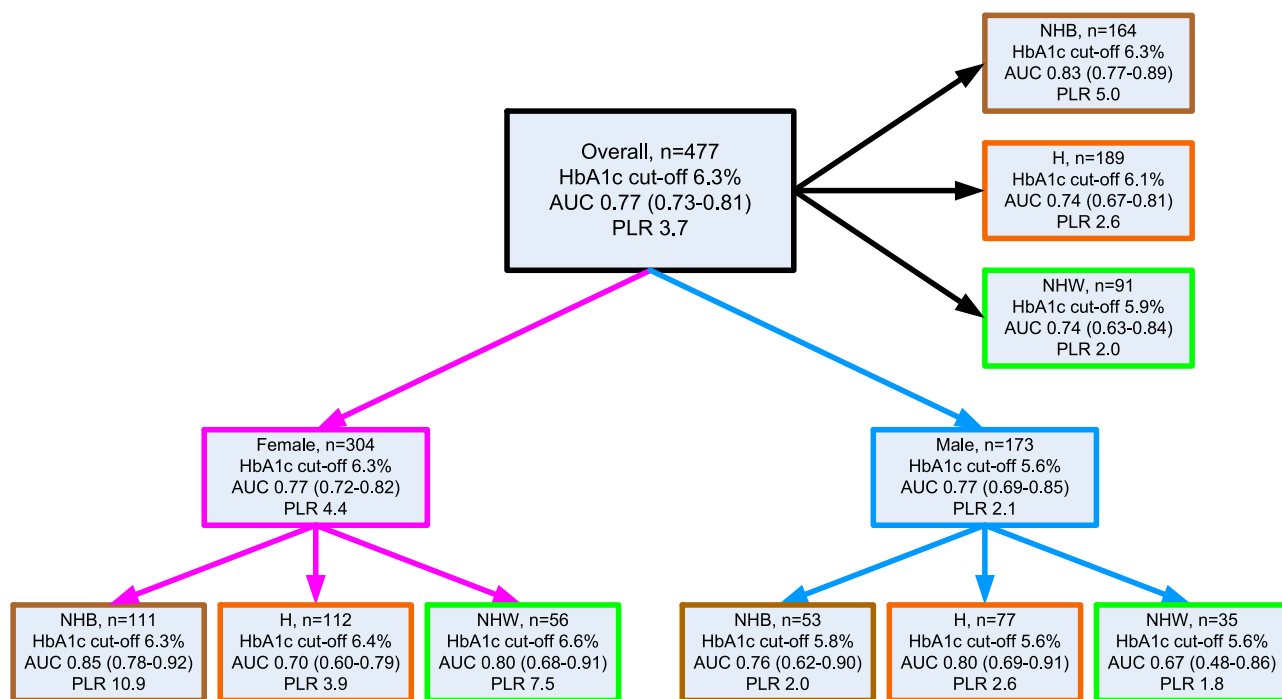 NHB, n=164
HbA1c cut-off 6.3%
AUC 0.83 (0.77-0.89)
PLR 5.0
Overall, n=477
HbA1c cut-off 6.3%
AUC 0.77 (0.73-0.81)
PLR 3.7
H, n=189
HbA1c cut-off 6.1%
AUC 0.74 (0.67-0.81)
PLR 2.6
NHW, n=91
HbA1c cut-off 5.9%
AUC 0.74 (0.63-0.84)
PLR 2.0
Female, n=304
HbA1c cut-off 6.3%
AUC 0.77 (0.72-0.82)
PLR 4.4
Male, n=173
HbA1c cut-off 5.6%
AUC 0.77 (0.69-0.85)
PLR 2.1
NHB, n=111
HbA1c cut-off 6.3%
AUC 0.85 (0.78-0.92)
PLR 10.9
H, n=112
HbA1c cut-off 6.4%
AUC 0.70 (0.60-0.79)
PLR 3.9
NHW, n=56
HbA1c cut-off 6.6%
AUC 0.80 (0.68-0.91)
PLR 7.5
NHB, n=53
HbA1c cut-off 5.8%
AUC 0.76 (0.62-0.90)
PLR 2.0
H, n=77
HbA1c cut-off 5.6%
AUC 0.80 (0.69-0.91)
PLR 2.6
NHW, n=35
HbA1c cut-off 5.6%
AUC 0.67 (0.48-0.86)
PLR 1.8